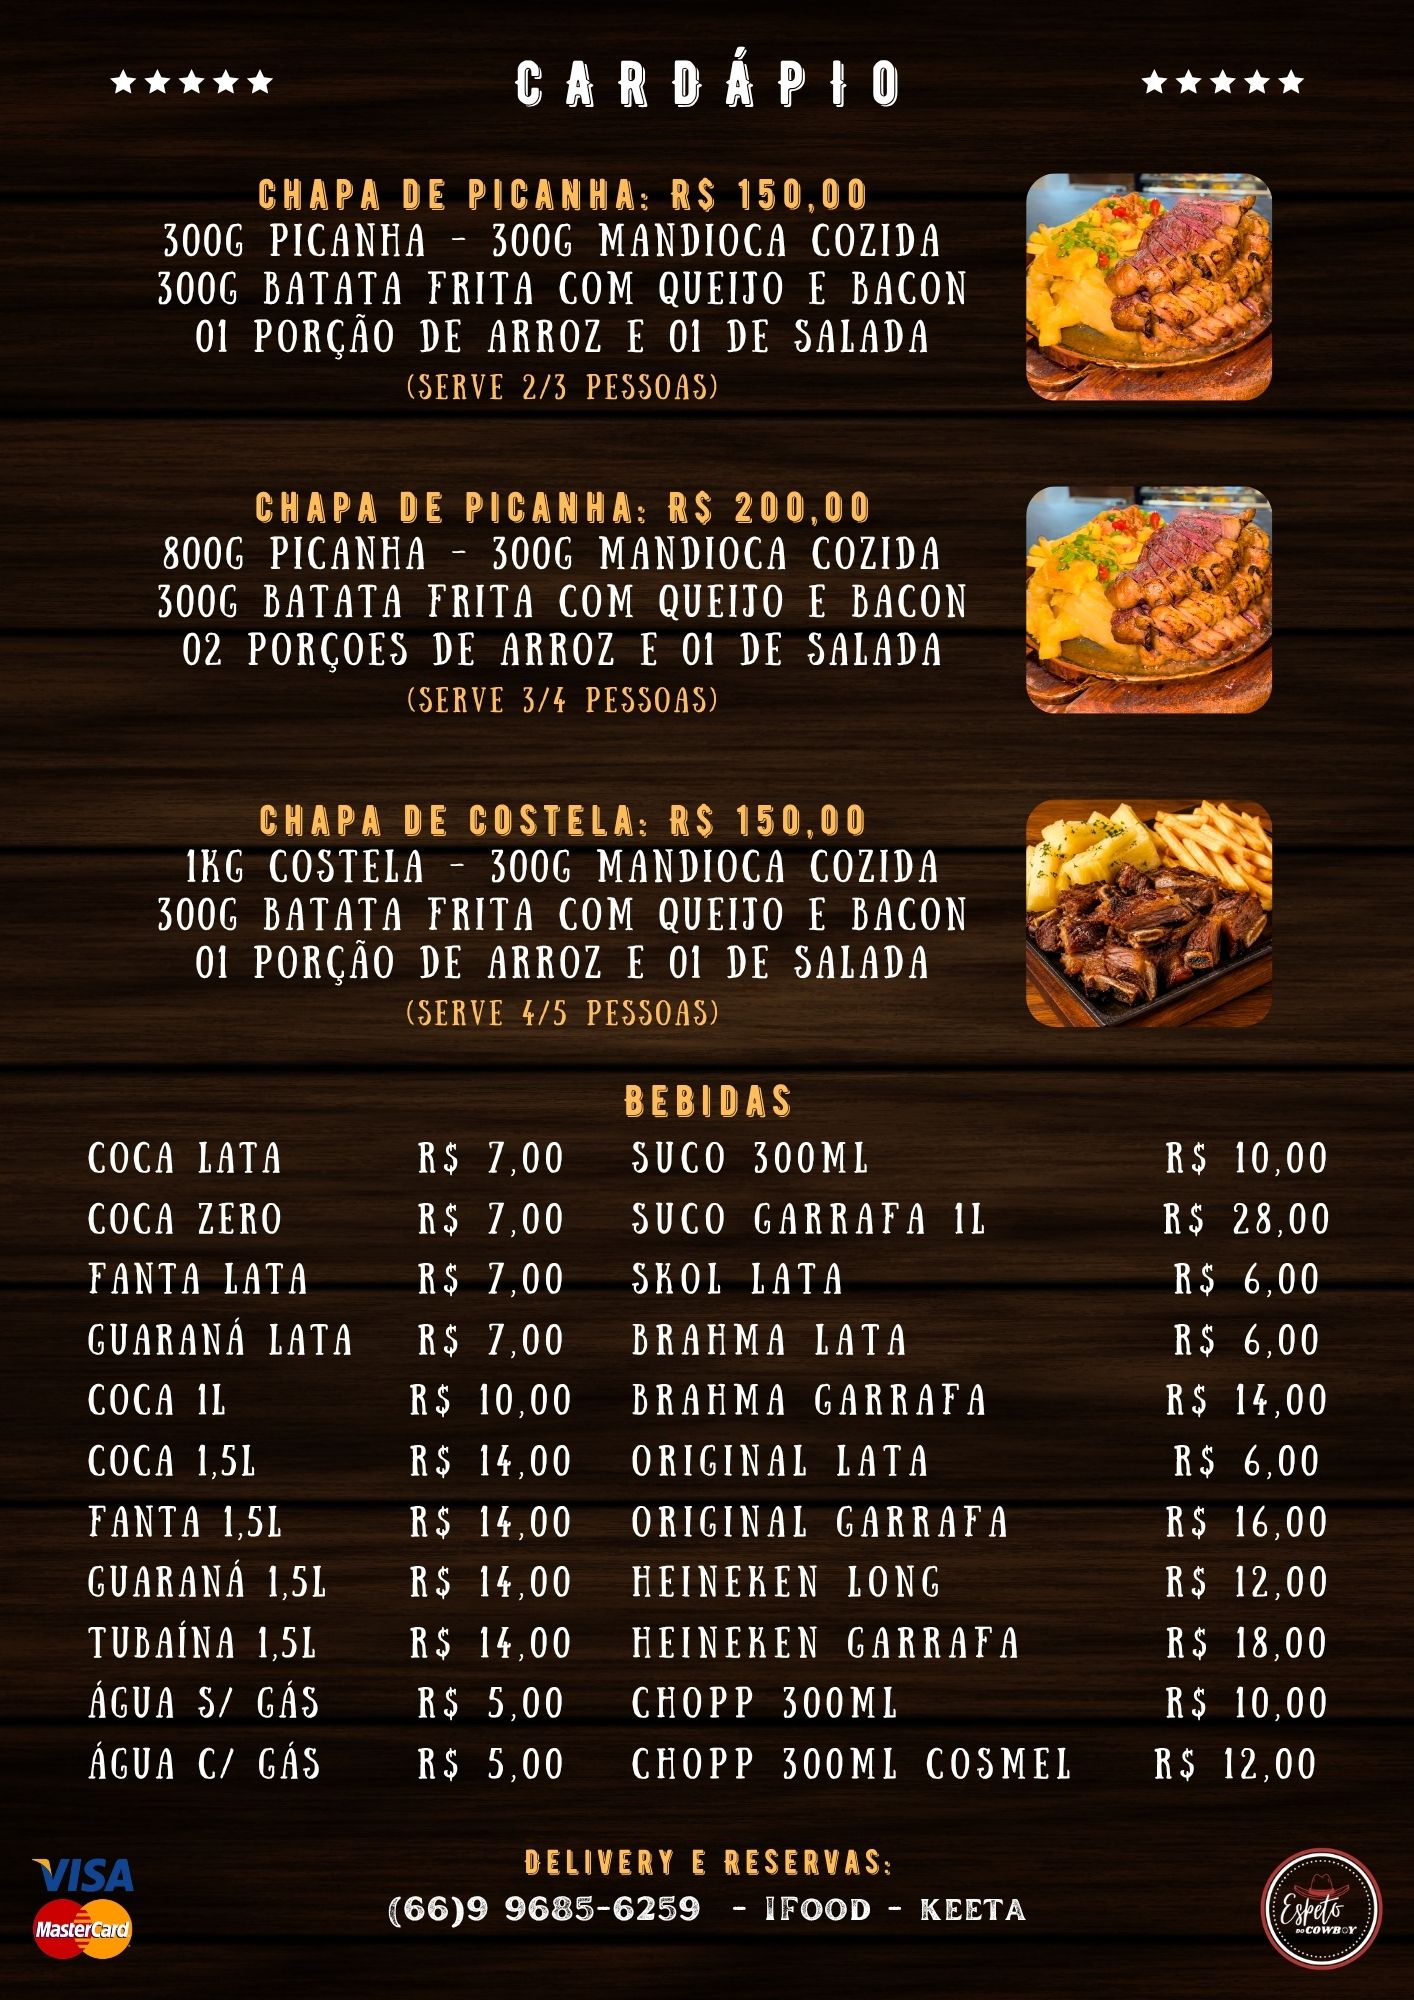 CARDÁPIO
CHAPA DE PICANHA: R$ 150,00
300G PICANHA - 300G MANDIOCA COZIDA
300G BATATA FRITA COM QUEIJO E BACON
01 PORÇÃO DE ARROZ E 01 DE SALADA
(SERVE 2/3 PESSOAS)
CHAPA DE PICANHA: R$ 200,00
800G PICANHA - 300G MANDIOCA COZIDA
300G BATATA FRITA COM QUEIJO E BACON
02 PORÇOES DE ARROZ E 01 DE SALADA
(SERVE 3/4 PESSOAS)
CHAPA DE COSTELA: R$ 150,00
1KG COSTELA - 300G MANDIOCA COZIDA
300G BATATA FRITA COM QUEIJO E BACON
01 PORÇÃO DE ARROZ E 01 DE SALADA
(SERVE 4/5 PESSOAS)
BEBIDAS
COCA LATA R$ 7,00
COCA ZERO R$ 7,00
FANTA LATA R$ 7,00
GUARANÁ LATA R$ 7,00
COCA 1L R$ 10,00
COCA 1,5L R$ 14,00
FANTA 1,5L R$ 14,00
GUARANÁ 1,5L R$ 14,00
TUBAÍNA 1,5L R$ 14,00
ÁGUA S/ GÁS R$ 5,00
ÁGUA C/ GÁS R$ 5,00
SUCO 300ML R$ 10,00
SUCO GARRAFA 1L R$ 28,00
SKOL LATA R$ 6,00
BRAHMA LATA R$ 6,00
BRAHMA GARRAFA R$ 14,00
ORIGINAL LATA R$ 6,00
ORIGINAL GARRAFA R$ 16,00
HEINEKEN LONG R$ 12,00
HEINEKEN GARRAFA R$ 18,00
CHOPP 300ML R$ 10,00
CHOPP 300ML COSMEL R$ 12,00
VISA
MasterCard
DELIVERY E RESERVAS:
(66)9 9685-6259 - IFOOD - KEETA
Espeto
DO COWBOY